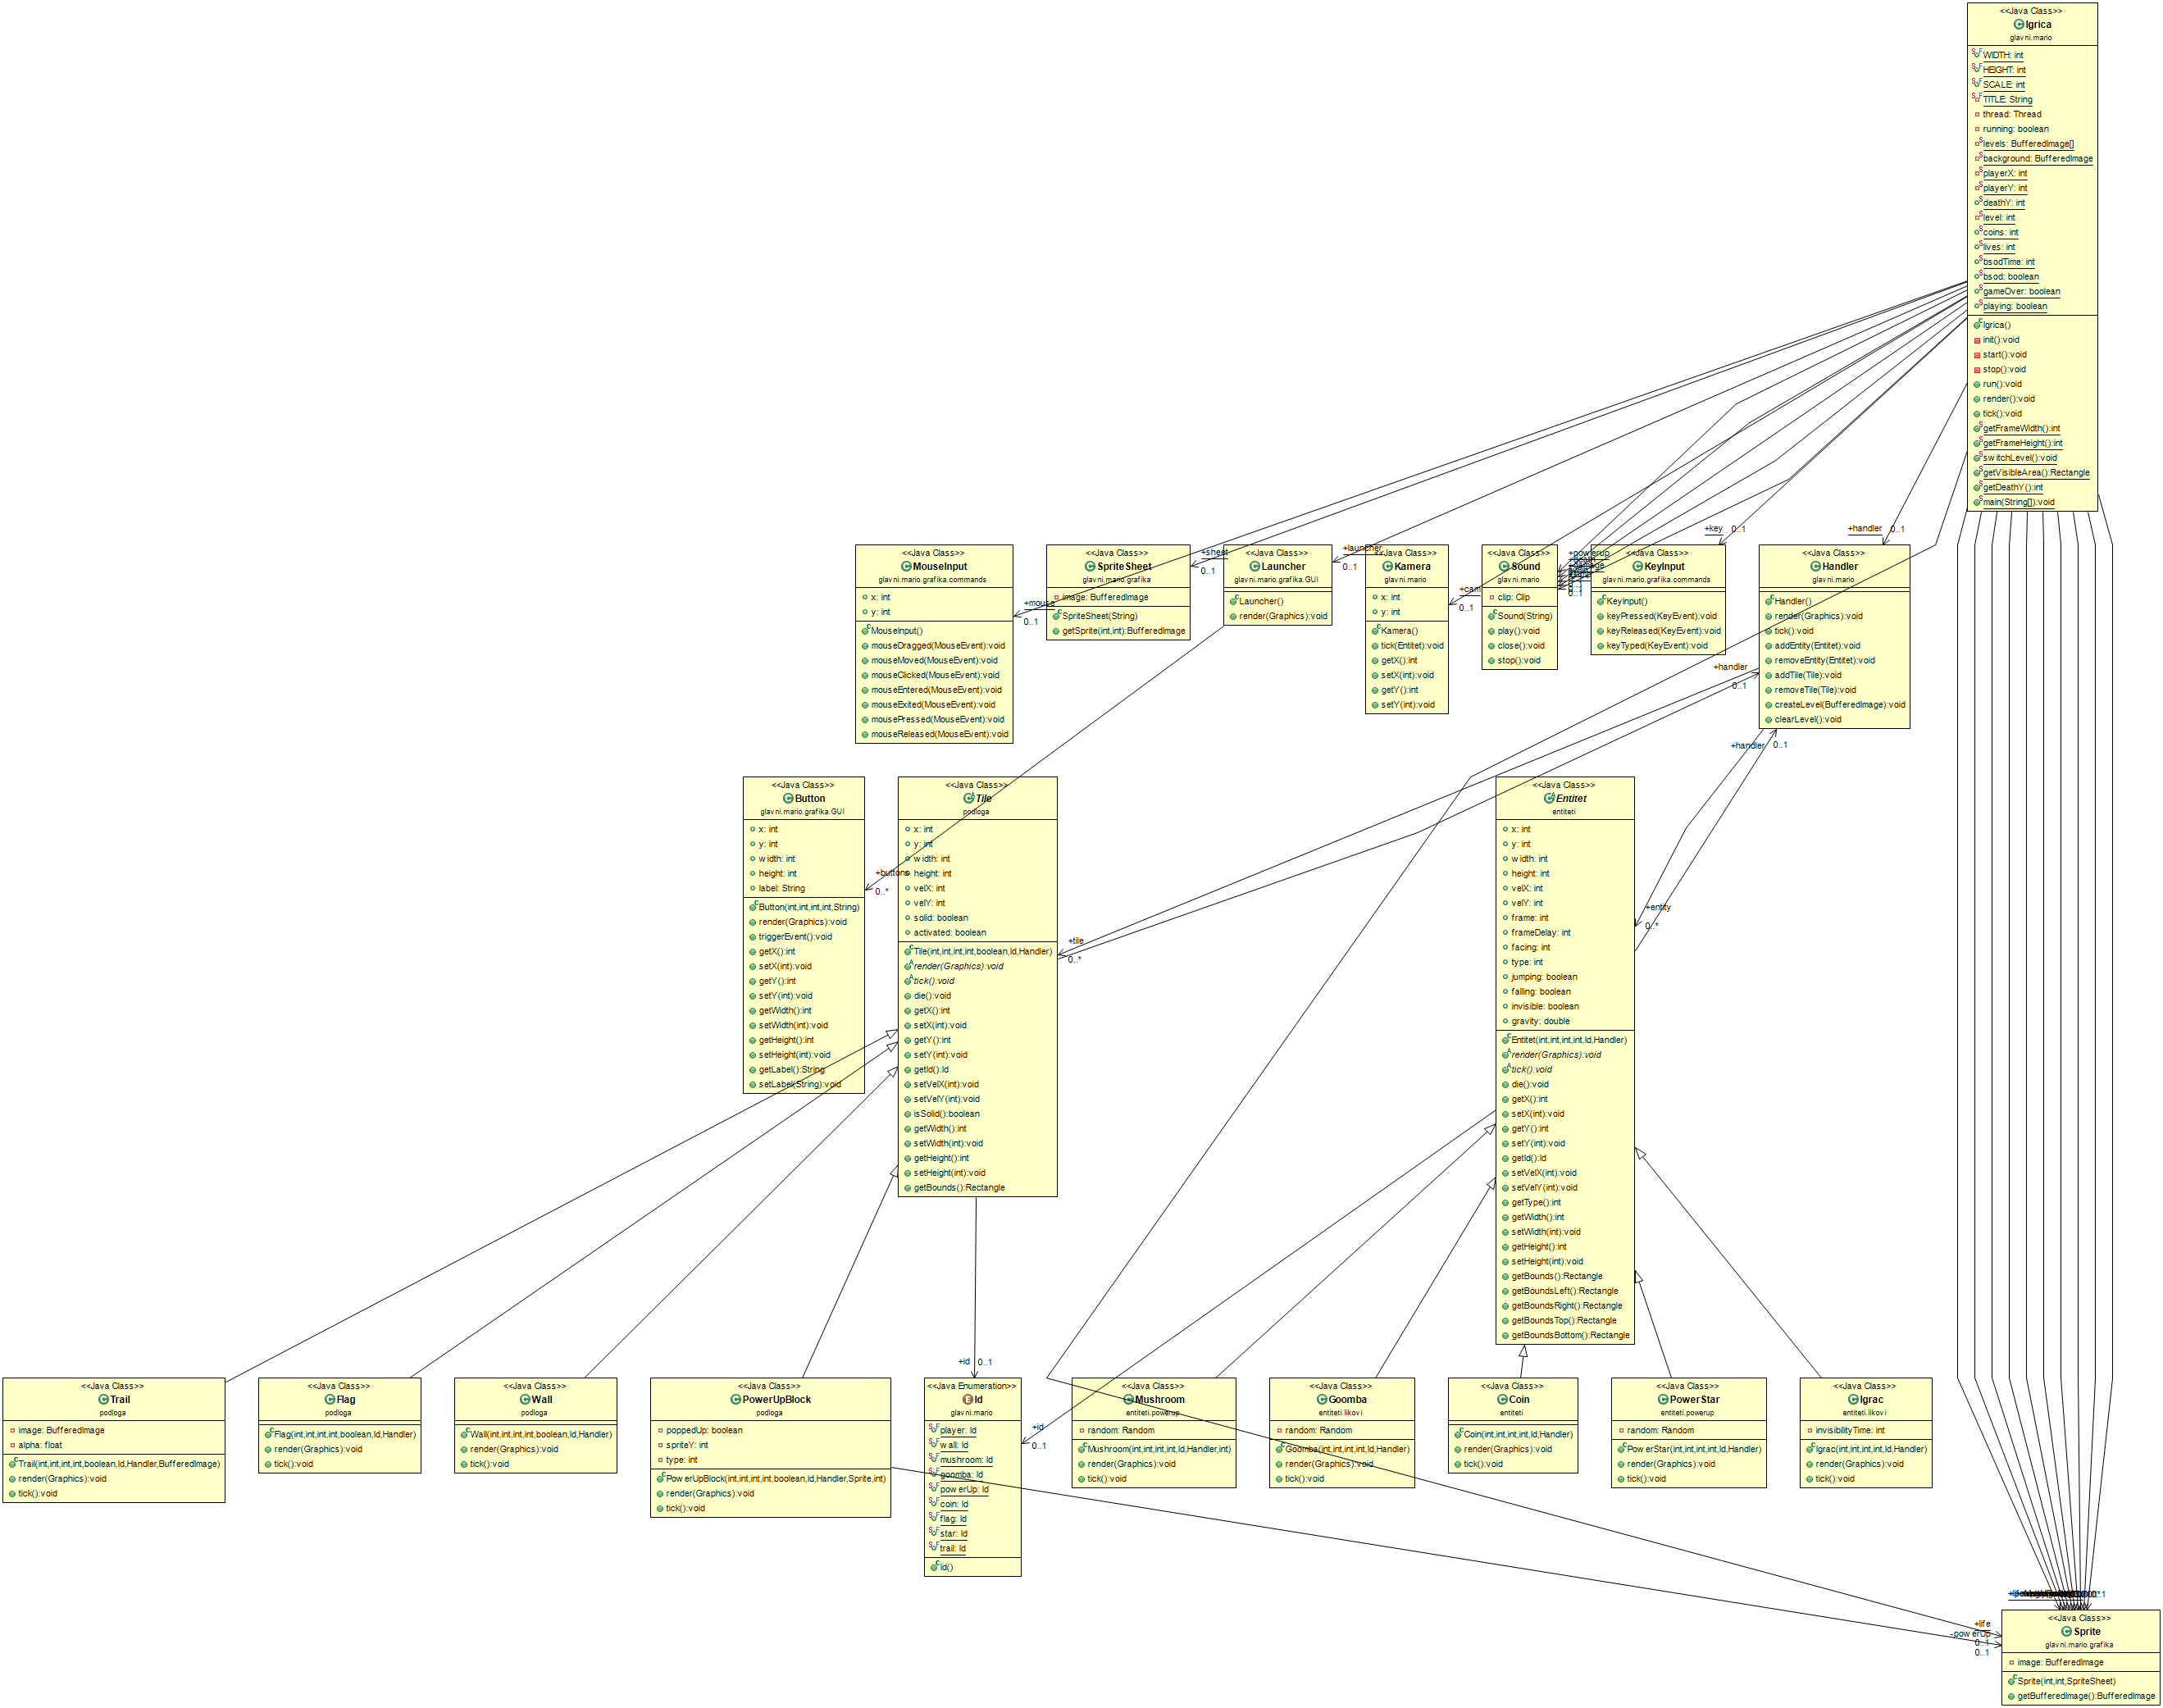 <<Java Class>>
Igrica
glavni.mario
WIDTH: int
HEIGHT: int
SCALE: int
TITLE: String
thread: Thread
running: boolean
levels: BufferedImage[]
background: BufferedImage
playerX: int
playerY: int
deathY: int
level: int
coins: int
lives: int
bsodTime: int
bsod: boolean
gameOver: boolean
playing: boolean
Igrica()
init():void
start():void
stop():void
run():void
render():void
tick():void
getFrameWidth():int
getFrameHeight():int
switchLevel():void
getVisibleArea():Rectangle
getDeathY():int
main(String[]):void
<<Java Class>>
MouseInput
glavni.mario.grafika.commands
x: int
y: int
MouseInput()
mouseDragged(MouseEvent):void
mouseMoved(MouseEvent):void
mouseClicked(MouseEvent):void
mouseEntered(MouseEvent):void
mouseExited(MouseEvent):void
mousePressed(MouseEvent):void
mouseReleased(MouseEvent):void
+mouse
0..1
<<Java Class>>
SpriteSheet
glavni.mario.grafika
image: BufferedImage
SpriteSheet(String)
getSprite(int,int):BufferedImage
+sheet
0..1
<<Java Class>>
Launcher
glavni.mario.grafika.GUI
Launcher()
render(Graphics):void
+launcher
0..1
<<Java Class>>
Kamera
glavni.mario
x: int
y: int
Kamera()
tick(Entitet):void
getX():int
setX(int):void
getY():int
setY(int):void
+cam
0..1
<<Java Class>>
Sound
glavni.mario
clip: Clip
Sound(String)
play():void
close():void
stop():void
+powerup
0..1
+key
0..1
<<Java Class>>
KeyInput
glavni.mario.grafika.commands
KeyInput()
keyPressed(KeyEvent):void
keyReleased(KeyEvent):void
keyTyped(KeyEvent):void
+handler
0..1
<<Java Class>>
Handler
glavni.mario
Handler()
render(Graphics):void
tick():void
addEntity(Entitet):void
removeEntity(Entitet):void
addTile(Tile):void
removeTile(Tile):void
createLevel(BufferedImage):void
clearLevel():void
+handler
0..1
+handler
0..1
<<Java Class>>
Button
glavni.mario.grafika.GUI
x: int
y: int
width: int
height: int
label: String
Button(int,int,int,int,String)
render(Graphics):void
triggerEvent():void
getX():int
setX(int):void
getY():int
setY(int):void
getWidth():int
setWidth(int):void
getHeight():int
setHeight(int):void
getLabel():String
setLabel(String):void
+buttons
0..*
<<Java Class>>
Tile
podloga
x: int
y: int
width: int
height: int
velX: int
velY: int
solid: boolean
activated: boolean
Tile(int,int,int,int,boolean,Id,Handler)
render(Graphics):void
tick():void
die():void
getX():int
setX(int):void
getY():int
setY(int):void
getId():Id
setVelX(int):void
setVelY(int):void
isSolid():boolean
getWidth():int
setWidth(int):void
getHeight():int
setHeight(int):void
getBounds():Rectangle
+tile
0..*
<<Java Class>>
Entitet
entiteti
x: int
y: int
width: int
height: int
velX: int
velY: int
frame: int
frameDelay: int
facing: int
type: int
jumping: boolean
falling: boolean
invisible: boolean
gravity: double
Entitet(int,int,int,int,Id,Handler)
render(Graphics):void
tick():void
die():void
getX():int
setX(int):void
getY():int
setY(int):void
getId():Id
setVelX(int):void
setVelY(int):void
getType():int
getWidth():int
setWidth(int):void
getHeight():int
setHeight(int):void
getBounds():Rectangle
getBoundsLeft():Rectangle
getBoundsRight():Rectangle
getBoundsTop():Rectangle
getBoundsBottom():Rectangle
+entity
0..*
<<Java Class>>
Trail
podloga
image: BufferedImage
alpha: float
Trail(int,int,int,int,boolean,Id,Handler,BufferedImage)
render(Graphics):void
tick():void
<<Java Class>>
Flag
podloga
Flag(int,int,int,int,boolean,Id,Handler)
render(Graphics):void
tick():void
<<Java Class>>
Wall
podloga
Wall(int,int,int,int,boolean,Id,Handler)
render(Graphics):void
tick():void
<<Java Class>>
PowerUpBlock
podloga
poppedUp: boolean
spriteY: int
type: int
PowerUpBlock(int,int,int,int,boolean,Id,Handler,Sprite,int)
render(Graphics):void
tick():void
+id
0..1
<<Java Enumeration>>
Id
glavni.mario
player: Id
wall: Id
mushroom: Id
goomba: Id
powerUp: Id
coin: Id
flag: Id
star: Id
trail: Id
Id()
+id
0..1
<<Java Class>>
Mushroom
entiteti.powerup
random: Random
Mushroom(int,int,int,int,Id,Handler,int)
render(Graphics):void
tick():void
<<Java Class>>
Goomba
entiteti.likovi
random: Random
Goomba(int,int,int,int,Id,Handler)
render(Graphics):void
tick():void
<<Java Class>>
Coin
entiteti
Coin(int,int,int,int,Id,Handler)
render(Graphics):void
tick():void
<<Java Class>>
PowerStar
entiteti.powerup
random: Random
PowerStar(int,int,int,int,Id,Handler)
render(Graphics):void
tick():void
<<Java Class>>
Igrac
entiteti.likovi
invisibilityTime: int
Igrac(int,int,int,int,Id,Handler)
render(Graphics):void
tick():void
+life
-powerUp
0..1
0..1
<<Java Class>>
Sprite
glavni.mario.grafika
image: BufferedImage
Sprite(int,int,SpriteSheet)
getBufferedImage():BufferedImage